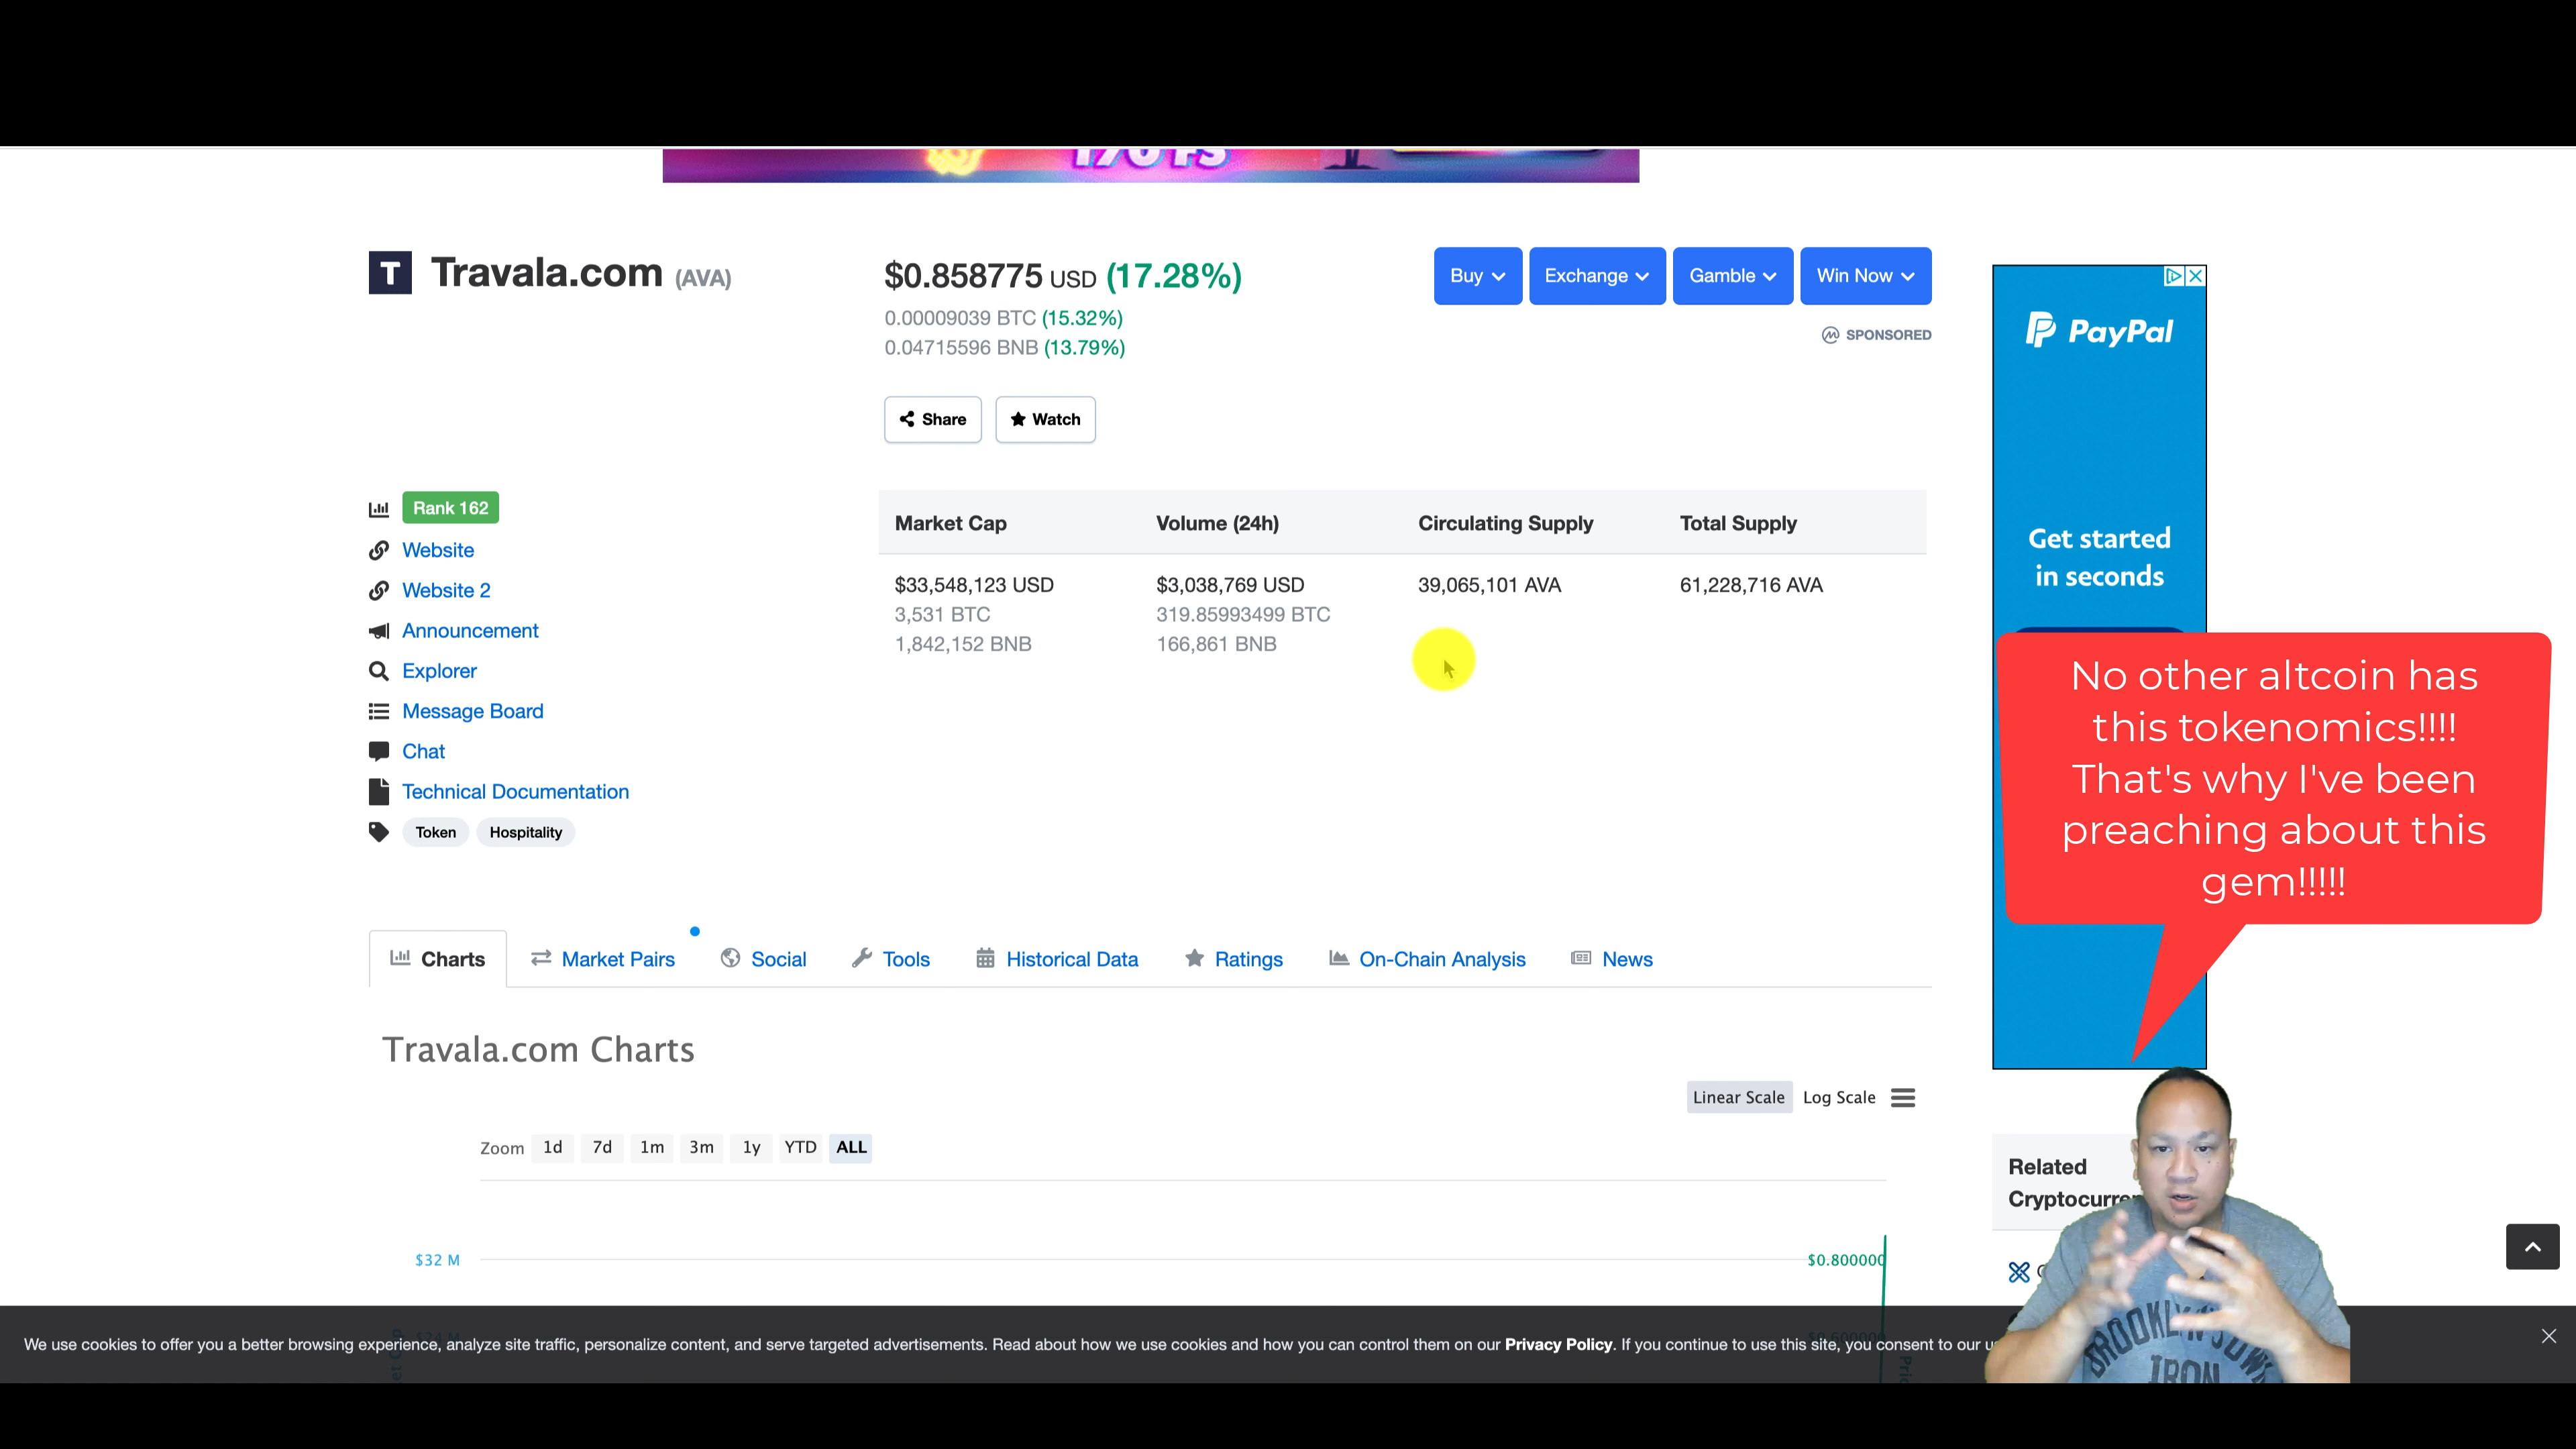 Travala.com (AVA)
$0.858775 USD (17.28%)
0.00009039 BTC (15.32%)
0.04715596 BNB (13.79%)
Buy
Exchange
Gamble
Win Now
SPONSORED
Share
Watch
PayPal
Get started
in seconds
Rank 162
Website
Website 2
Announcement
Explorer
Message Board
Chat
Technical Documentation
Token Hospitality
Market Cap Volume (24h) Circulating Supply Total Supply
$33,548,123 USD $3,038,769 USD 39,065,101 AVA 61,228,716 AVA
3,531 BTC 319.85993499 BTC
1,842,152 BNB 166,861 BNB
No other altcoin has
this tokenomics!!!!
That's why I've been
preaching about this
gem!!!!!
Charts Market Pairs Social Tools Historical Data Ratings On-Chain Analysis News
Travala.com Charts
Linear Scale Log Scale
Zoom 1d 7d 1m 3m 1y YTD ALL
$32 M
$0.800000
Related
We use cookies to offer you a better browsing experience, analyze site traffic, personalize content, and serve targeted advertisements. Read about how we use cookies and how you can control them on our Privacy Policy. If you continue to use this site, you consent to our
BROOKLYN
IRON